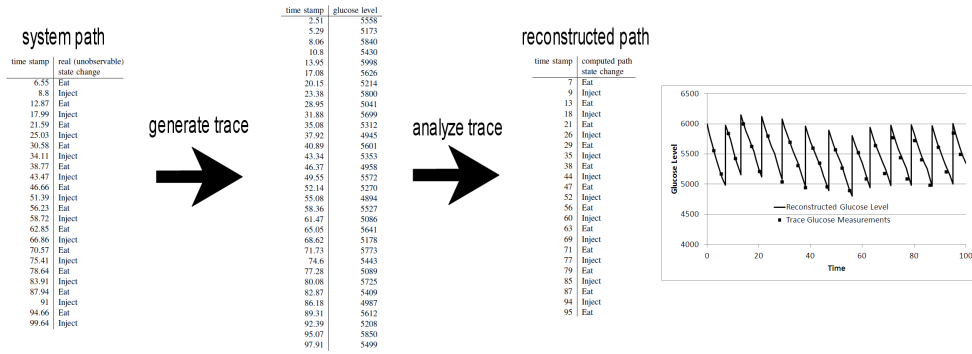 system path
time stamp real (unobservable)
state change
6.55 Eat
8.8 Inject
12.87 Eat
17.99 Inject
21.59 Eat
25.03 Inject
30.58 Eat
34.11 Inject
38.77 Eat
43.47 Inject
46.66 Eat
51.39 Inject
56.23 Eat
58.72 Inject
62.85 Eat
66.86 Inject
70.57 Eat
75.41 Inject
78.64 Eat
83.91 Inject
87.94 Eat
91 Inject
94.66 Eat
99.64 Inject
generate trace
time stamp glucose level
2.51 5558
5.29 5173
8.06 5840
10.8 5430
13.95 5998
17.08 5626
20.15 5214
23.38 5800
28.95 5041
31.88 5699
35.08 5312
37.92 4945
40.89 5601
43.34 5353
46.37 4958
49.55 5572
52.14 5270
55.08 4894
58.36 5527
61.47 5086
65.05 5641
68.62 5178
71.73 5773
74.6 5443
77.28 5089
80.08 5725
82.87 5409
86.18 4987
89.31 5612
92.39 5208
95.07 5850
97.91 5499
analyze trace
reconstructed path
time stamp computed path
state change
7 Eat
9 Inject
13 Eat
18 Inject
21 Eat
26 Inject
29 Eat
35 Inject
38 Eat
44 Inject
47 Eat
52 Inject
56 Eat
60 Inject
63 Eat
69 Inject
71 Eat
77 Inject
79 Eat
85 Inject
87 Eat
94 Inject
95 Eat
Glucose Level
6500
6000
5500
5000
4500
4000
Reconstructed Glucose Level
Trace Glucose Measurements
0 20 40 60 80 100
Time